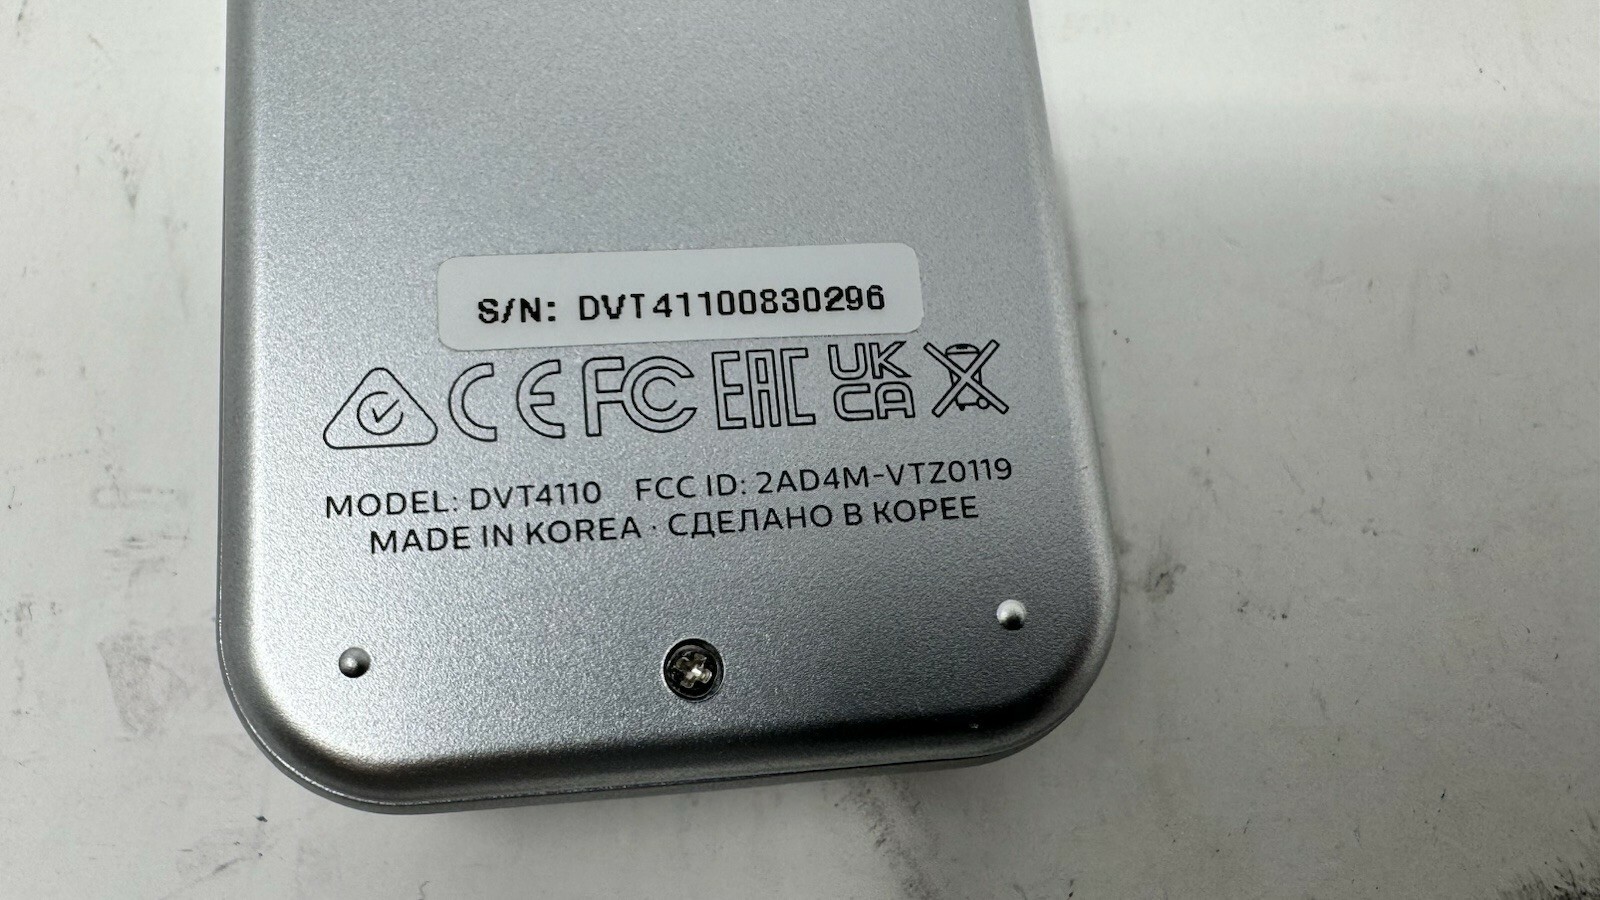 S/N: DVT41100830296
CE FC EAC UK
CA
MODEL: DVT4110 FCC ID: 2AD4M-VTZ0119
MADE IN KOREA · СДЕЛАНО В КОРЕЕ